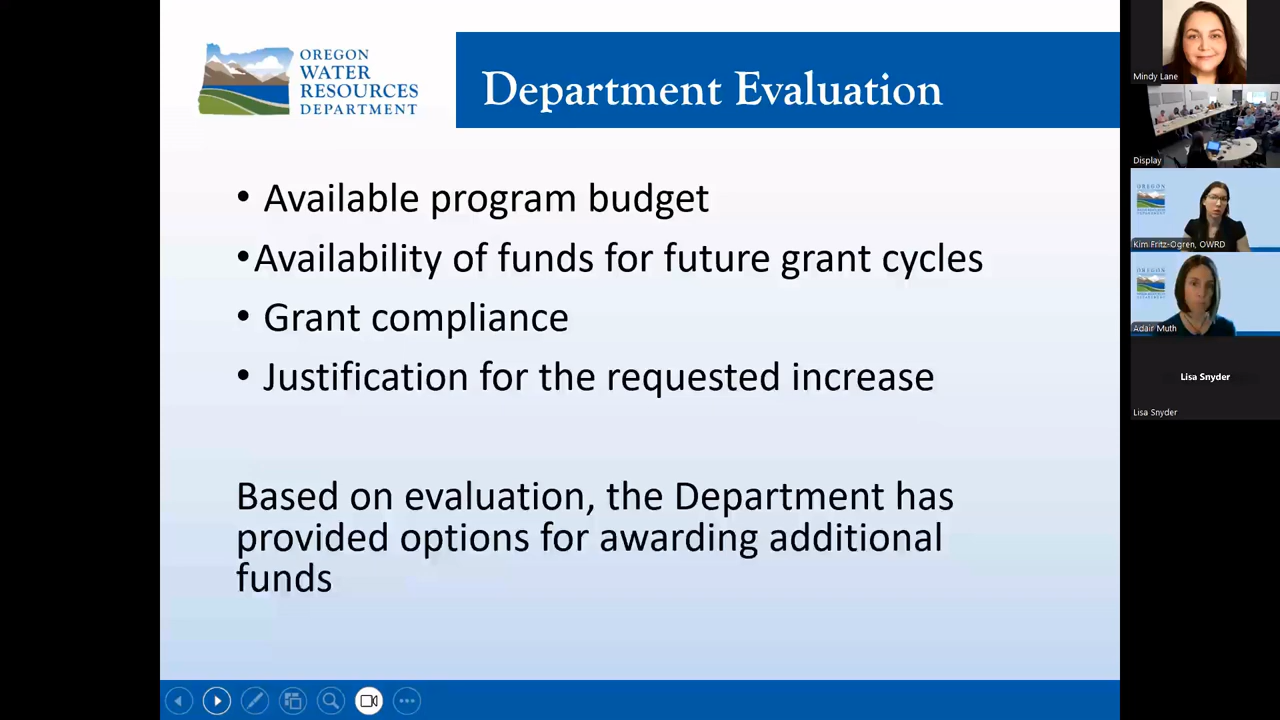 OREGON
WATER
RESOURCES
DEPARTMENT
Department Evaluation
• Available program budget
• Availability of funds for future grant cycles
• Grant compliance
• Justification for the requested increase
Based on evaluation, the Department has
provided options for awarding additional
funds
Mindy Lane
Display
Kim Fritz-Ogren, OWRD
Adair Muth
Lisa Snyder
Lisa Snyder